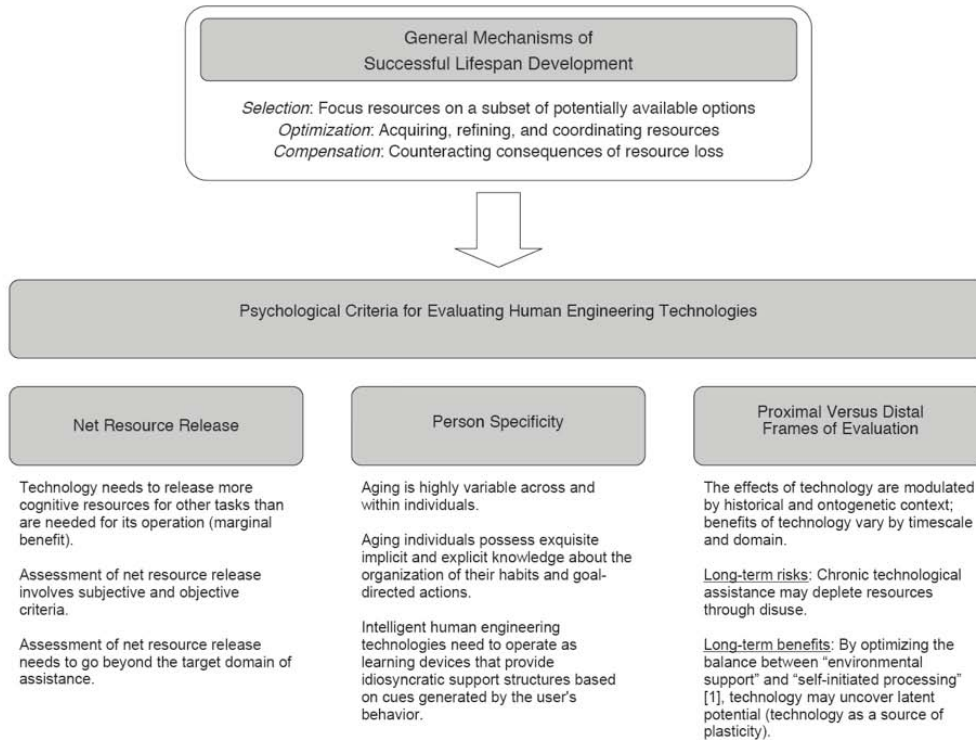 General Mechanisms of
Successful Lifespan Development
Selection: Focus resources on a subset of potentially available options
Optimization: Acquiring, refining, and coordinating resources
Compensation: Counteracting consequences of resource loss
Psychological Criteria for Evaluating Human Engineering Technologies
Net Resource Release
Technology needs to release more
cognitive resources for other tasks than
are needed for its operation (marginal
benefit).
Assessment of net resource release
involves subjective and objective
criteria.
Assessment of net resource release
needs to go beyond the target domain of
assistance.
Person Specificity
Aging is highly variable across and
within individuals.
Aging individuals possess exquisite
implicit and explicit knowledge about the
organization of their habits and goal-
directed actions.
Intelligent human engineering
technologies need to operate as
learning devices that provide
idiosyncratic support structures based
on cues generated by the user's
behavior.
Proximal Versus Distal
Frames of Evaluation
The effects of technology are modulated
by historical and ontogenetic context;
benefits of technology vary by timescale
and domain.
Long-term risks: Chronic technological
assistance may deplete resources
through disuse.
Long-term benefits: By optimizing the
balance between “environmental
support” and “self-initiated processing”
[1], technology may uncover latent
potential (technology as a source of
plasticity).